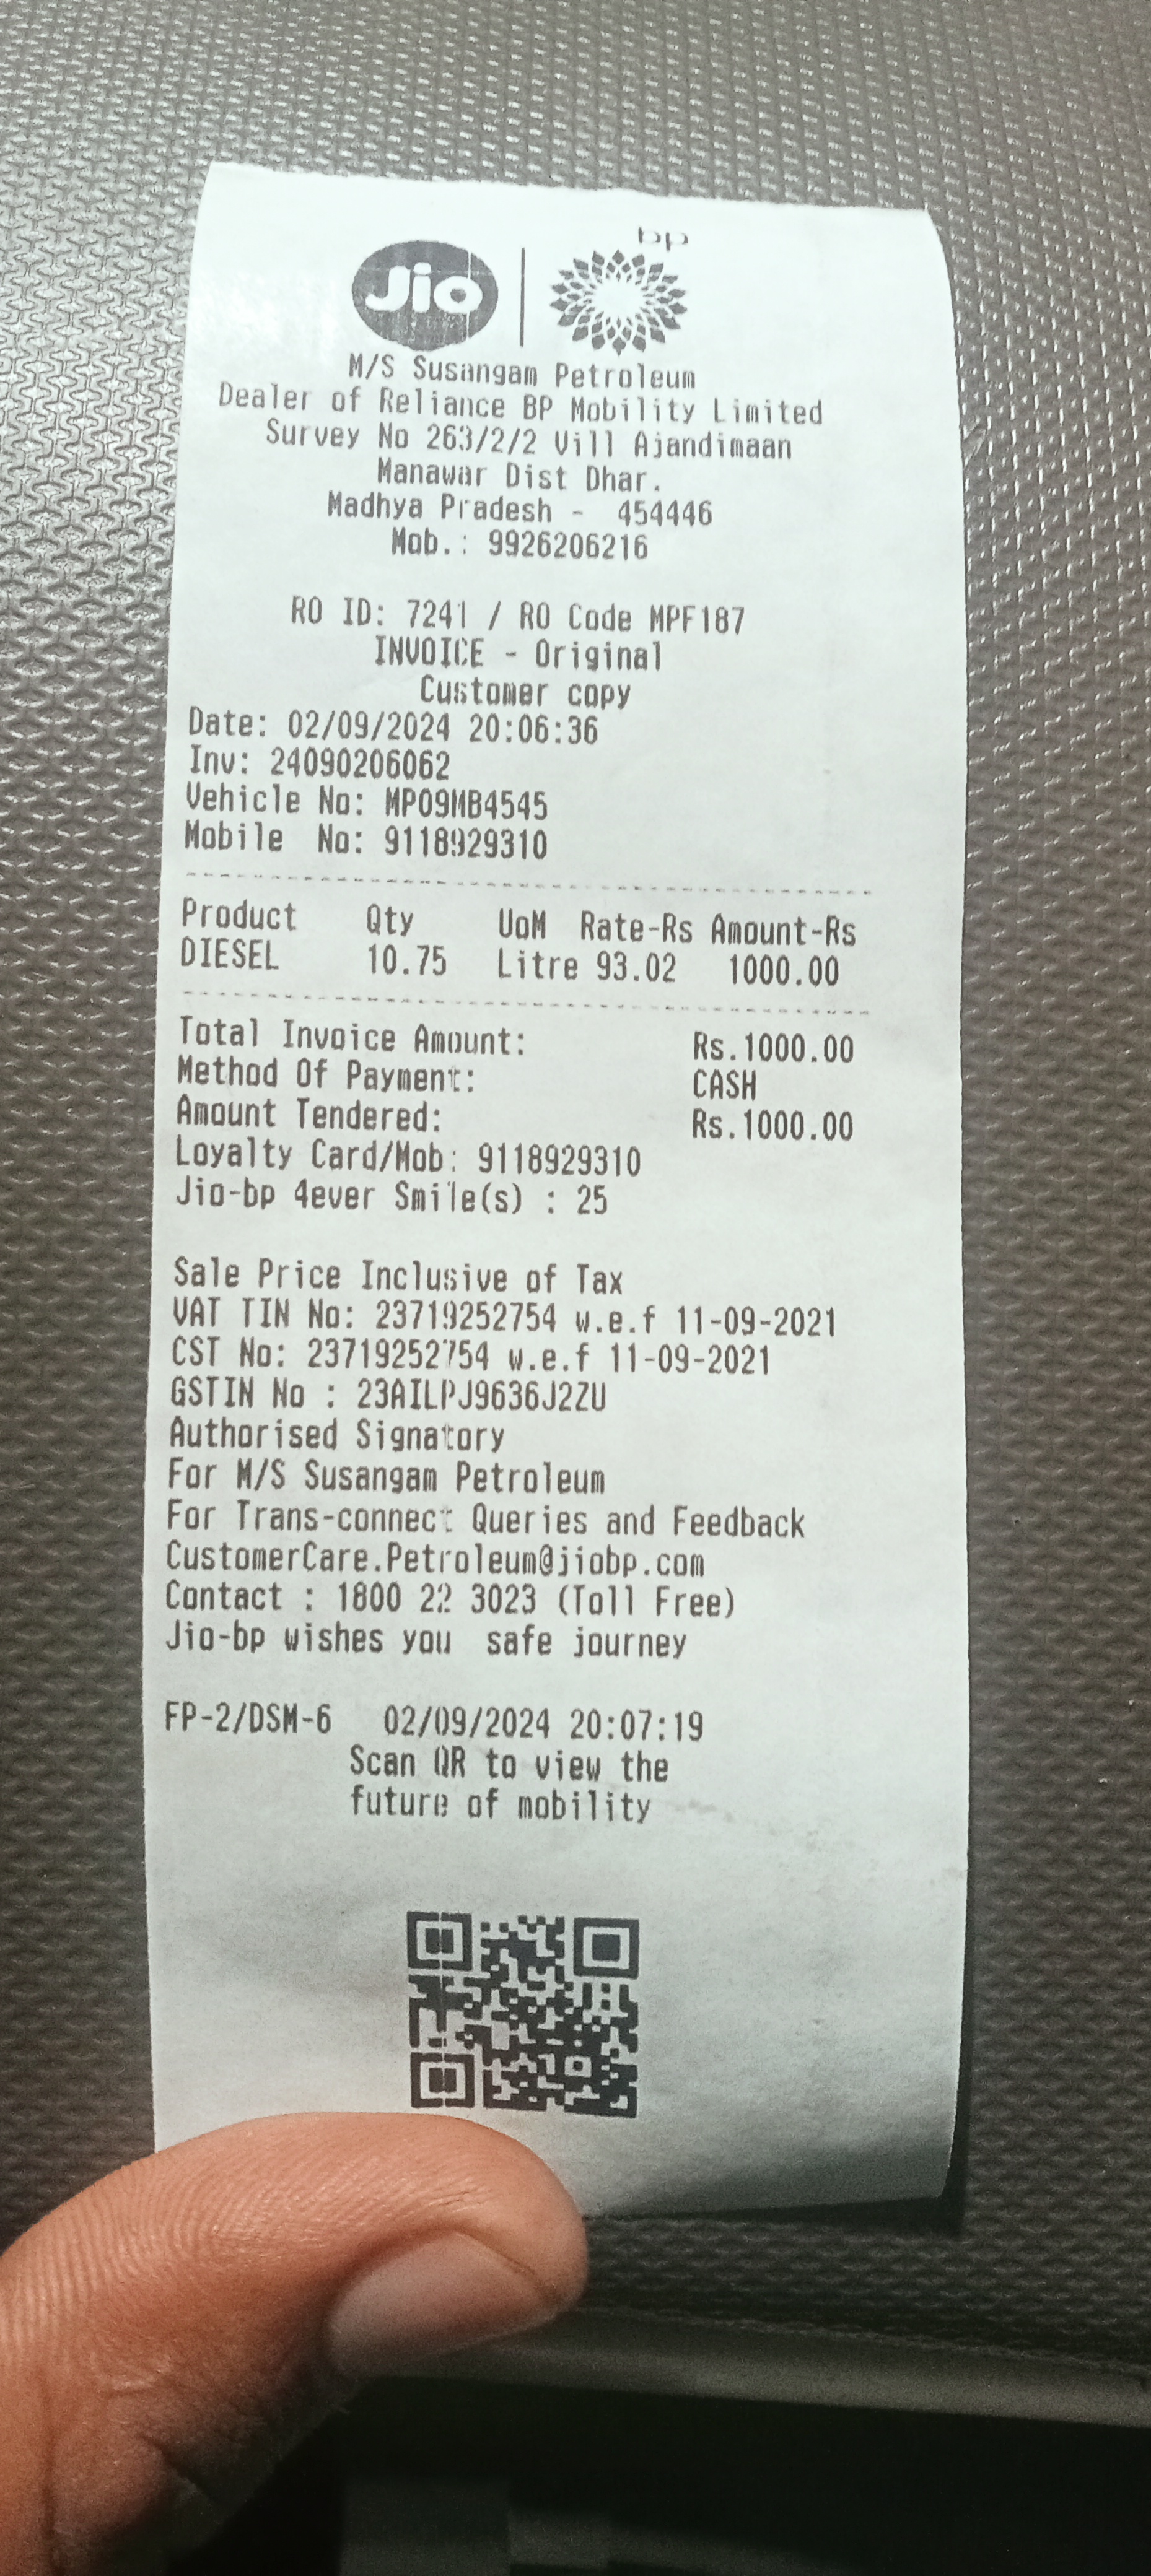 Jio
bp
M/S Susangam Petroleum
Dealer of Reliance BP Mobility Limited
Survey No 263/2/2 Vill Ajandimaan
Manawar Dist Dhar.
Madhya Pradesh - 454446
Mob.: 9926206216
RO ID: 7241 / RO Code MPF187
INVOICE - Original
Customer copy
Date: 02/09/2024 20:06:36
Inv: 24090206062
Vehicle No: MP09MB4545
Mobile No: 9118929310
Product Qty UoM Rate-Rs Amount-Rs
DIESEL 10.75 Litre 93.02 1000.00
Total Invoice Amount: Rs.1000.00
Method Of Payment: CASH
Amount Tendered: Rs.1000.00
Loyalty Card/Mob: 9118929310
Jio-bp 4ever Smile(s) : 25
Sale Price Inclusive of Tax
VAT TIN No: 23719252754 w.e.f 11-09-2021
CST No: 23719252754 w.e.f 11-09-2021
GSTIN No : 23AILPJ9636J2ZU
Authorised Signatory
For M/S Susangam Petroleum
For Trans-connect Queries and Feedback
CustomerCare.Petroleum@jiobp.com
Contact : 1800 22 3023 (Toll Free)
Jio-bp wishes you safe journey
FP-2/DSM-6 02/09/2024 20:07:19
Scan QR to view the
future of mobility